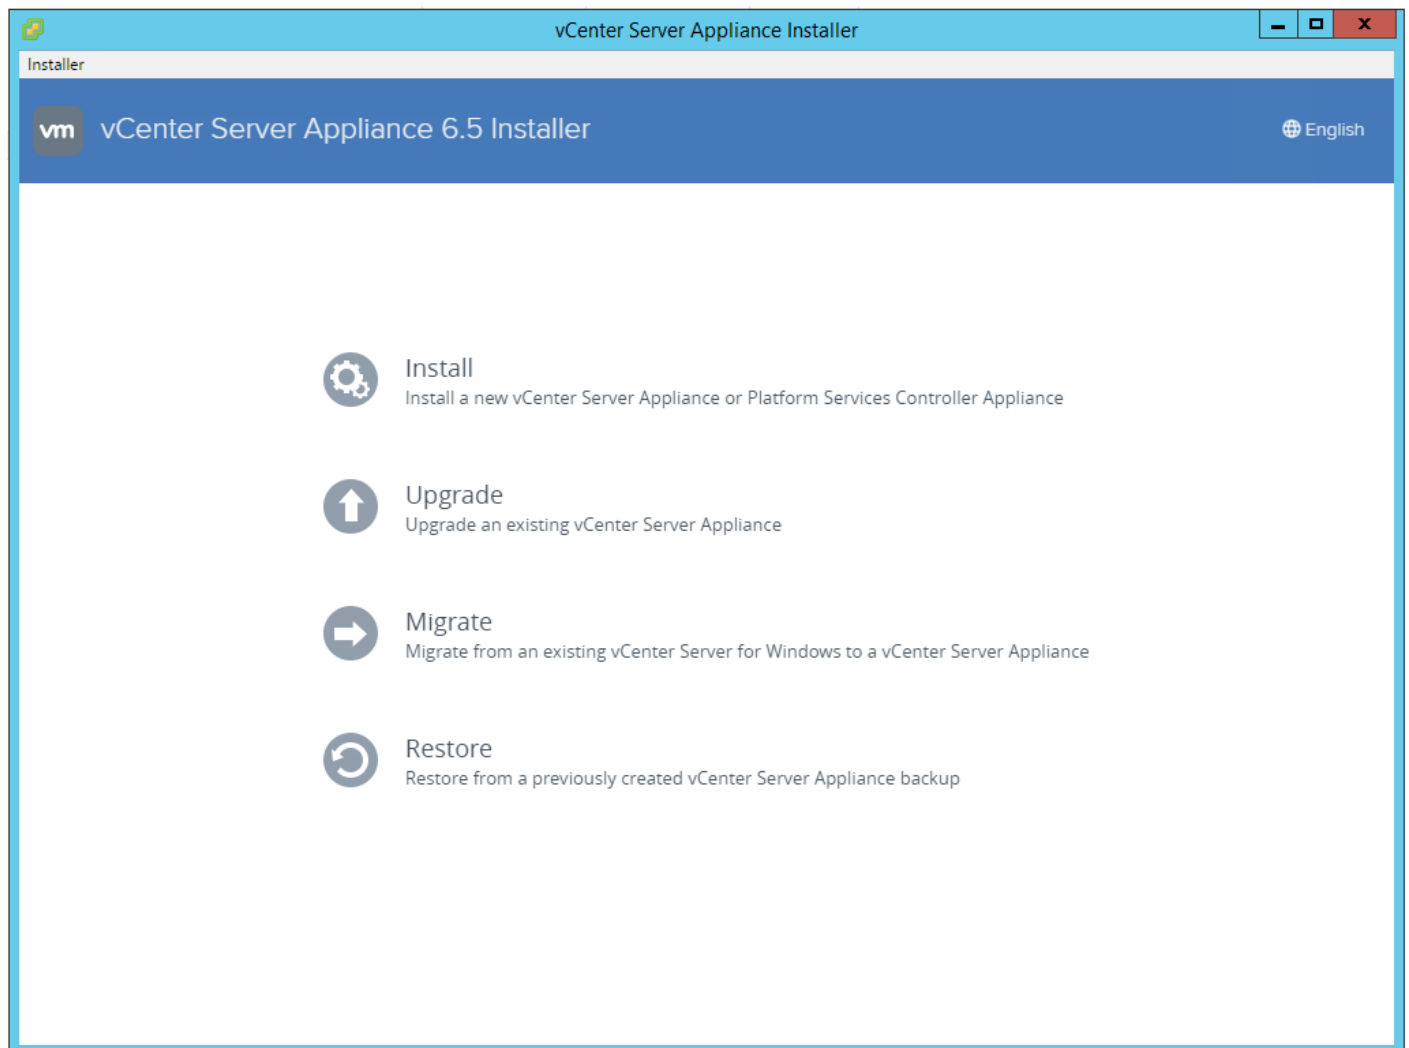 vCenter Server Appliance Installer
Installer
vm vCenter Server Appliance 6.5 Installer English
Install
Install a new vCenter Server Appliance or Platform Services Controller Appliance
Upgrade
Upgrade an existing vCenter Server Appliance
Migrate
Migrate from an existing vCenter Server for Windows to a vCenter Server Appliance
Restore
Restore from a previously created vCenter Server Appliance backup